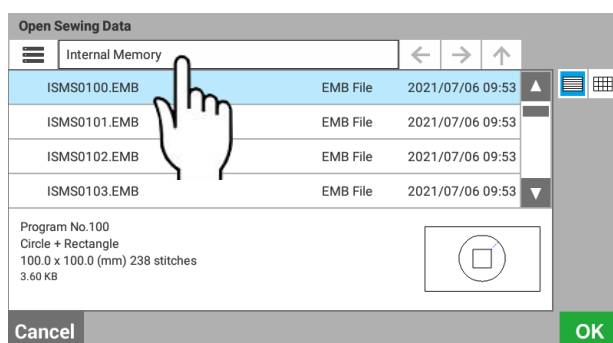 Open Sewing Data
Internal Memory
ISMS0100.EMB EMB File 2021/07/06 09:53
ISMS0101.EMB EMB File 2021/07/06 09:53
ISMS0102.EMB EMB File 2021/07/06 09:53
ISMS0103.EMB EMB File 2021/07/06 09:53
Program No.100
Circle + Rectangle
100.0 x 100.0 (mm) 238 stitches
3.60 KB
Cancel OK